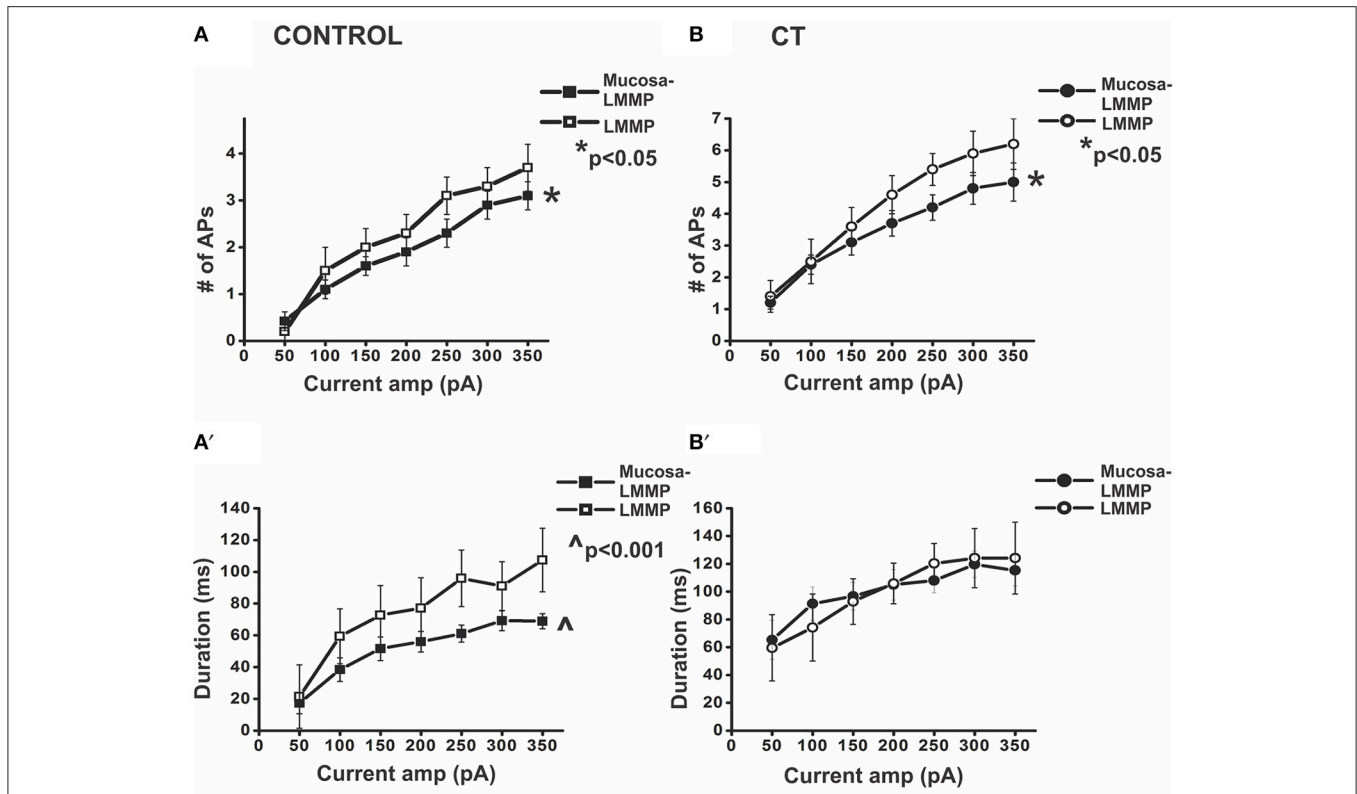 A
CONTROL
Mucosa-
LMMP
LMMP
*p<0.05
# of APs
4
3
2
1
0
*
0 50 100 150 200 250 300 350
Current amp (pA)
B
CT
Mucosa-
LMMP
LMMP
*p<0.05
# of APs
7
6
5
4
3
2
1
0
*
0 50 100 150 200 250 300 350
Current amp (pA)
A′
Mucosa-
LMMP
LMMP
^p<0.001
Duration (ms)
140
120
100
80
60
40
20
0
^
0 50 100 150 200 250 300 350
Current amp (pA)
B′
Mucosa-
LMMP
LMMP
Duration (ms)
160
140
120
100
80
60
40
20
0
0 50 100 150 200 250 300 350
Current amp (pA)